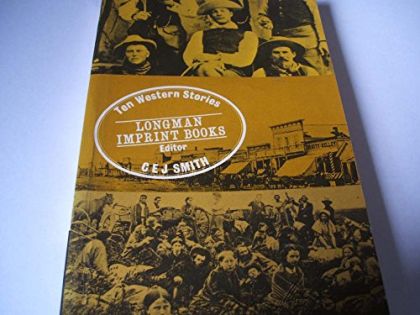 Ten Western Stories
LONGMAN
IMPRINT BOOKS
Editor
C E J SMITH